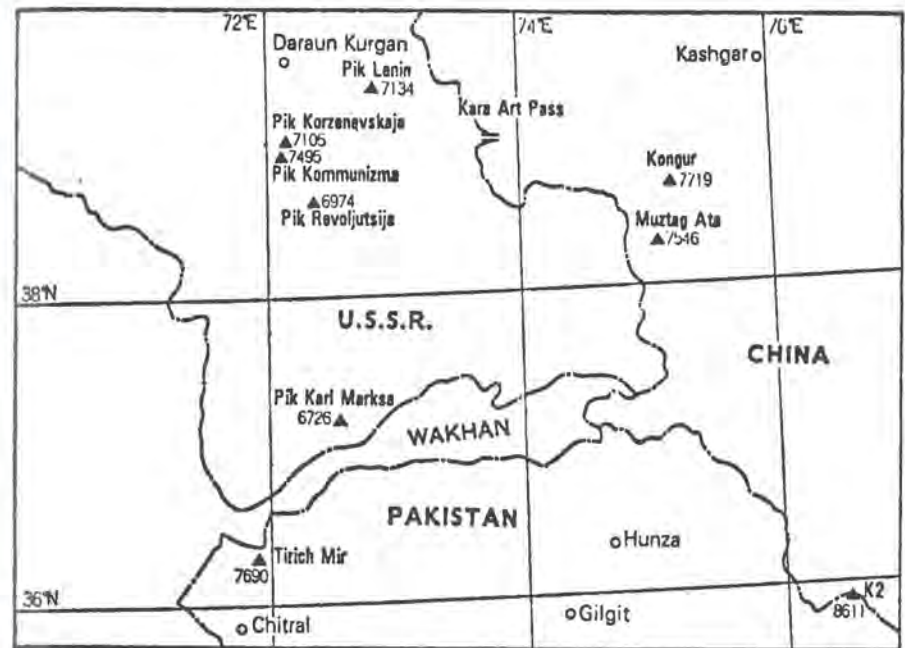 72°E
74°E
76°E
Daraun Kurgan
Kashgar
Pik Lenin
7134
Kara Art Pass
Pik Korzenevskaja
7105
7495
Pik Kommunizma
Kongur
7719
6974
Pik Revoljutsija
Muztag Ata
7546
38°N
U.S.S.R.
CHINA
Pik Karl Marksa
6726
WAKHAN
PAKISTAN
Hunza
Tirich Mir
7690
K2
8611
36°N
Gilgit
Chitral